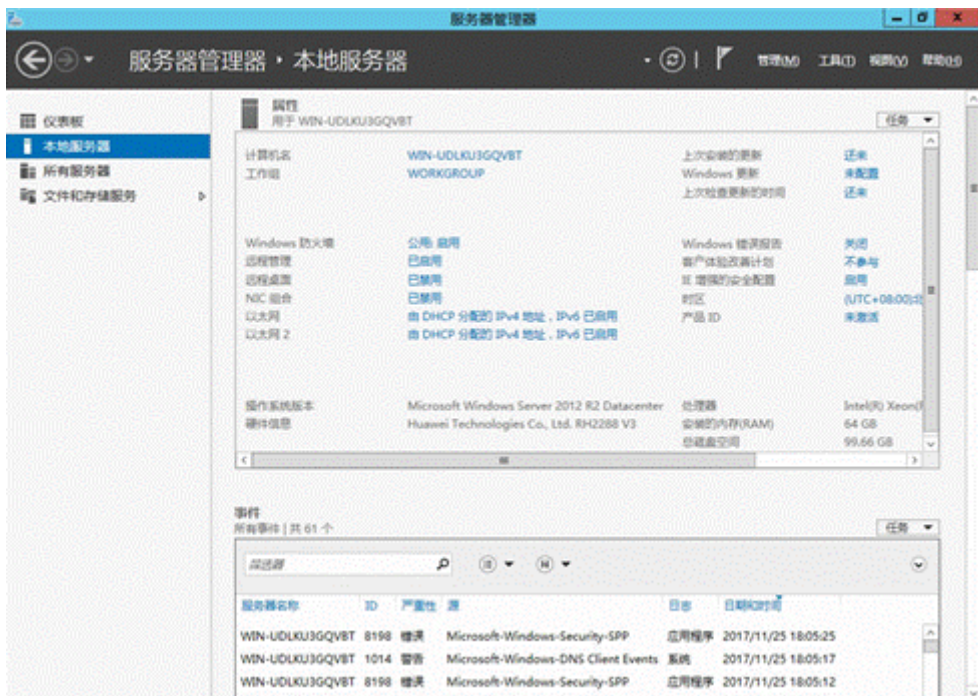 服务器管理器
服务器管理器 · 本地服务器
管理(M) 工具(T) 视图(V) 帮助(H)
仪表板
本地服务器
所有服务器
文件和存储服务
属性
用于 WIN-UDLKU3GQVBT
任务
计算机名 WIN-UDLKU3GQVBT 上次安装的更新 还未
工作组 WORKGROUP Windows 更新 未配置
上次检查更新的时间 还未
Windows 防火墙 公用: 启用 Windows 错误报告 关闭
远程管理 已启用 客户体验改善计划 不参与
远程桌面 已禁用 IE 增强的安全配置 启用
NIC 组合 已禁用 时区 (UTC+08:00)北
以太网 由 DHCP 分配的 IPv4 地址，IPv6 已启用 产品 ID 未激活
以太网 2 由 DHCP 分配的 IPv4 地址，IPv6 已启用
操作系统版本 Microsoft Windows Server 2012 R2 Datacenter 处理器 Intel(R) Xeon(
硬件信息 Huawei Technologies Co., Ltd. RH2288 V3 安装的内存(RAM) 64 GB
总磁盘空间 99.66 GB
事件
所有事件 | 共 61 个
任务
筛选器
服务器名称 ID 严重性 源 日志 日期和时间
WIN-UDLKU3GQVBT 8198 错误 Microsoft-Windows-Security-SPP 应用程序 2017/11/25 18:05:25
WIN-UDLKU3GQVBT 1014 警告 Microsoft-Windows-DNS Client Events 系统 2017/11/25 18:05:17
WIN-UDLKU3GQVBT 8198 错误 Microsoft-Windows-Security-SPP 应用程序 2017/11/25 18:05:12